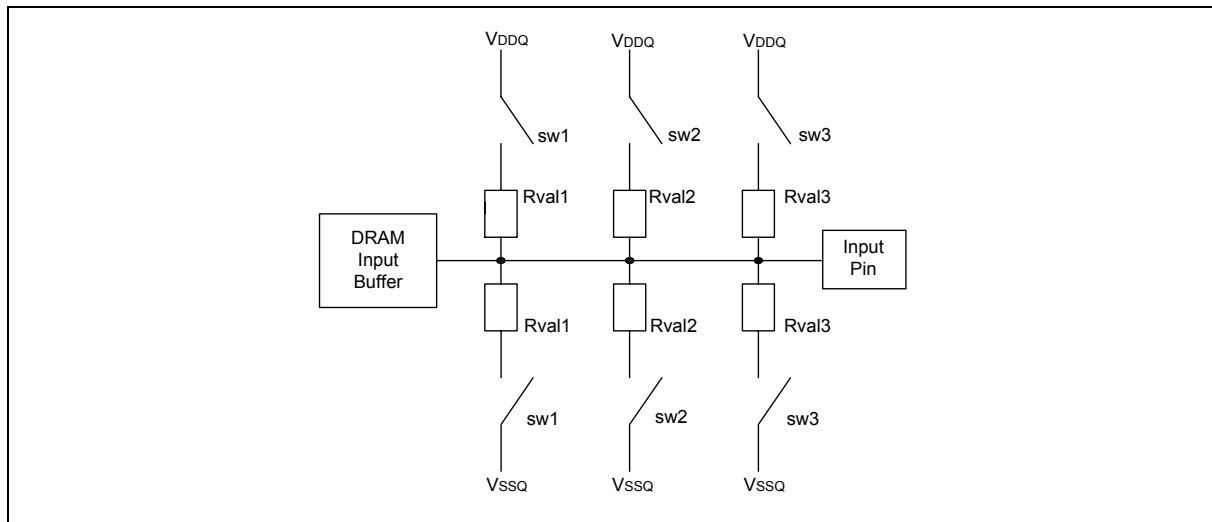 VDDQ VDDQ VDDQ
sw1 sw2 sw3
Rval1 Rval2 Rval3
DRAM
Input
Buffer
Input
Pin
Rval1 Rval2 Rval3
sw1 sw2 sw3
VSSQ VSSQ VSSQ